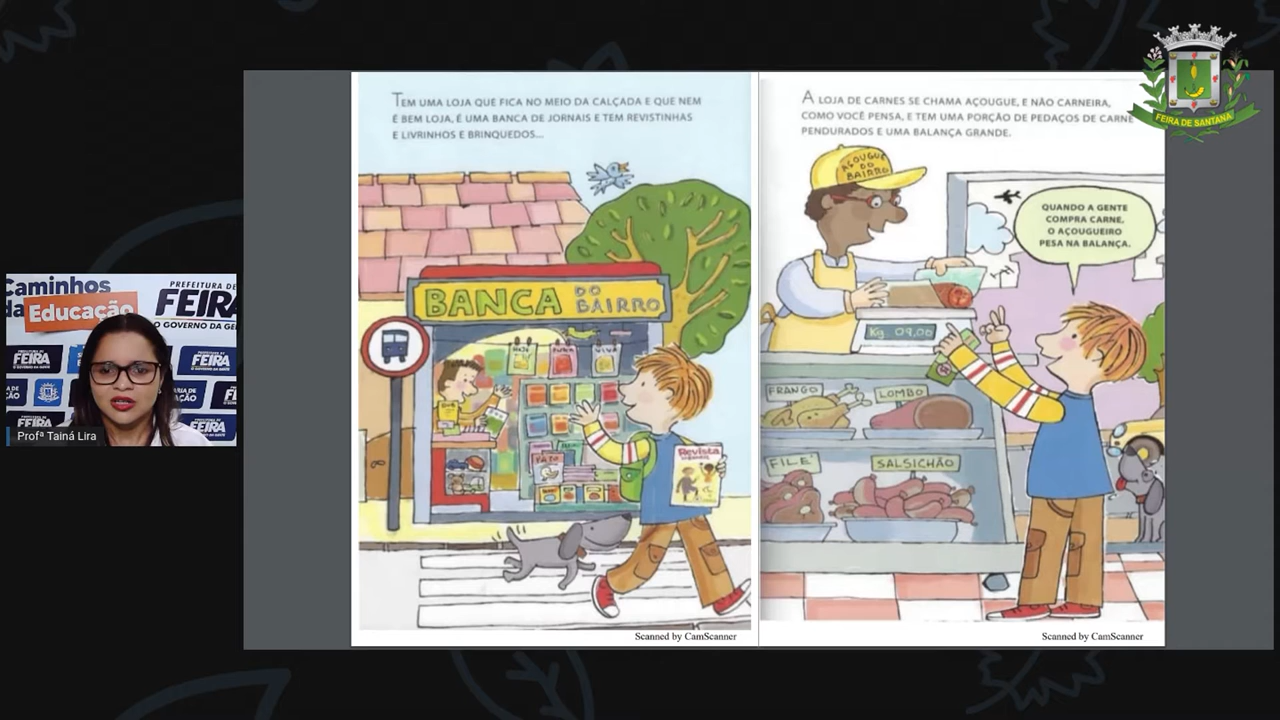 TEM UMA LOJA QUE FICA NO MEIO DA CALÇADA E QUE NEM
É BEM LOJA, É UMA BANCA DE JORNAIS E TEM REVISTINHAS
E LIVRINHOS E BRINQUEDOS...
BANCA DO BAIRRO
Revista
Scanned by CamScanner
A LOJA DE CARNES SE CHAMA AÇOUGUE, E NÃO CARNEIRA,
COMO VOCÊ PENSA, E TEM UMA PORÇÃO DE PEDAÇOS DE CARNE
PENDURADOS E UMA BALANÇA GRANDE.
AÇOUGUE
DO
BAIRRO
QUANDO A GENTE
COMPRA CARNE,
O AÇOUGUEIRO
PESA NA BALANÇA.
Kg. 09,00
FRANGO
LOMBO
FILE'
SALSICHÃO
Scanned by CamScanner
FEIRA DE SANTANA
Caminhos
da Educação
PREFEITURA DE
FEIRA
O GOVERNO DA GE
Profª Tainá Lira